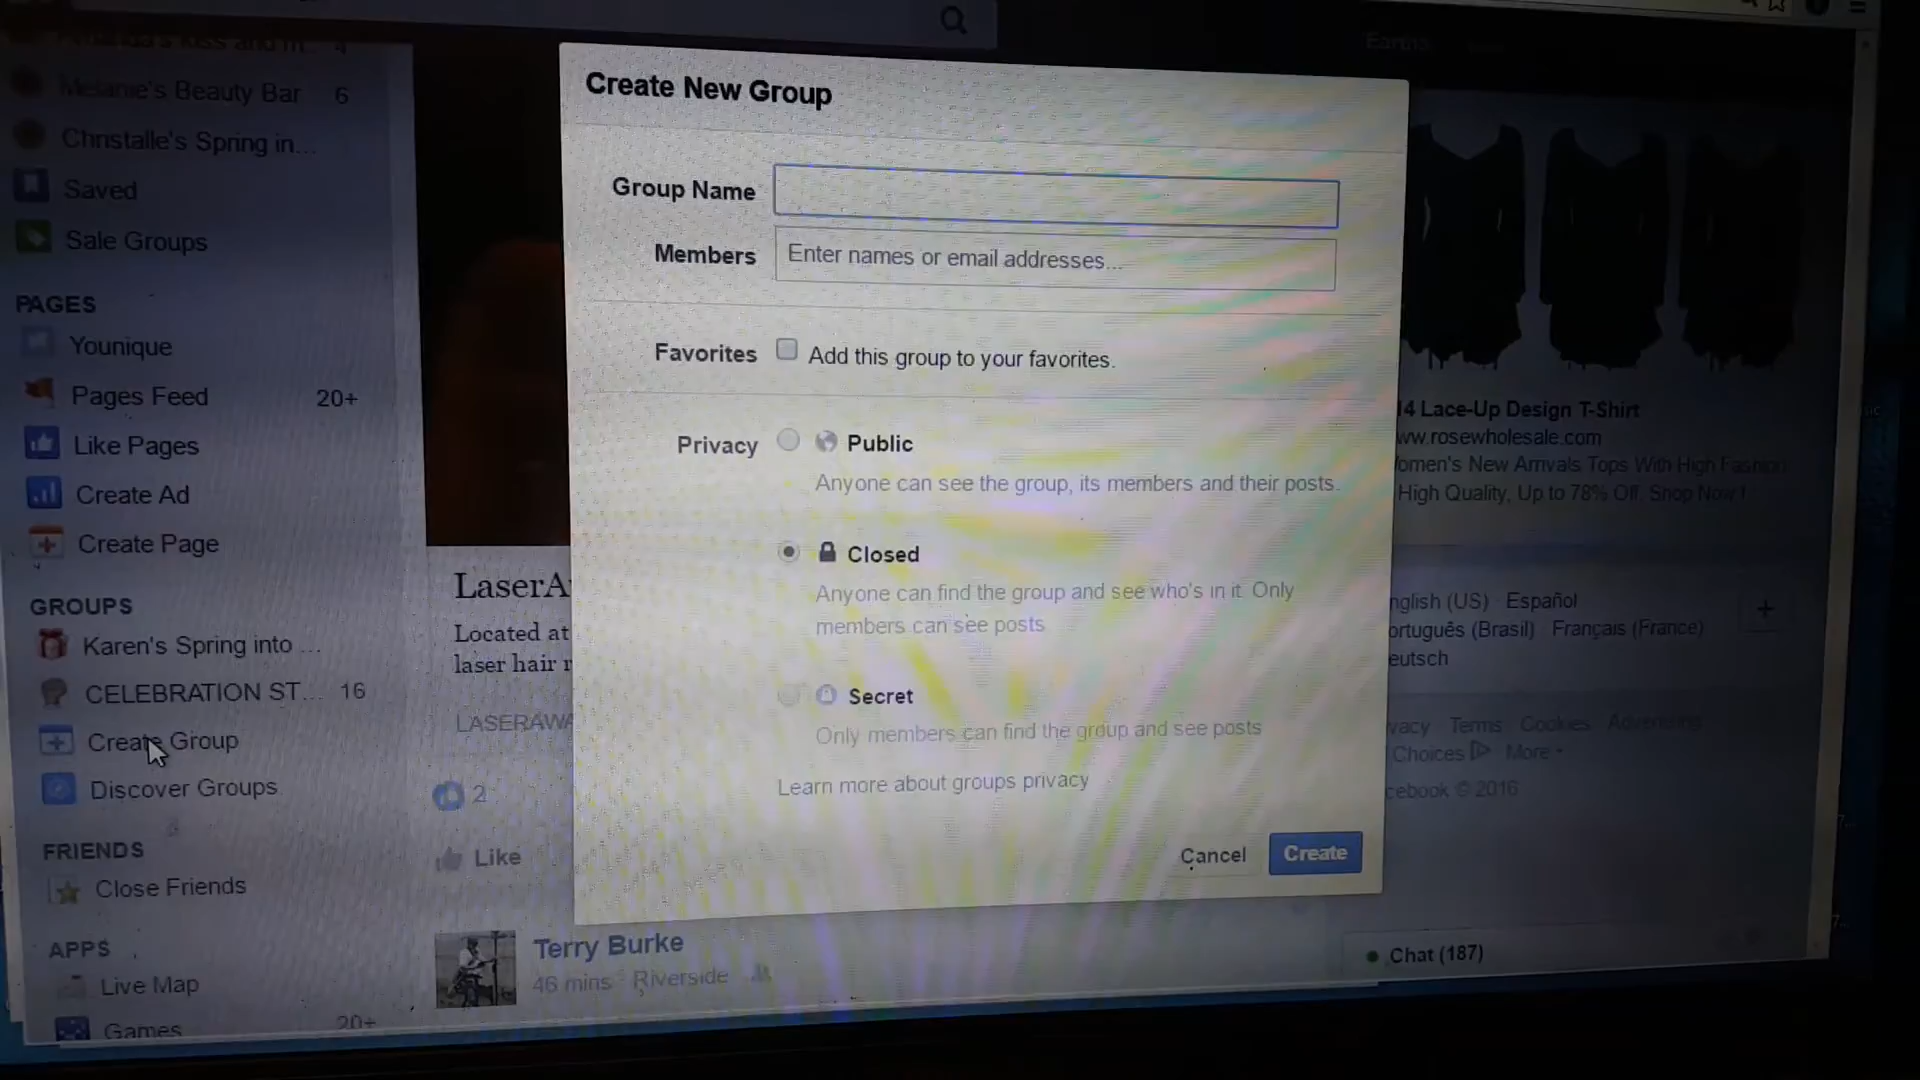 Melanie's Beauty Bar 6
Christalle's Spring in...
Saved
Sale Groups
PAGES
Younique
Pages Feed 20+
Like Pages
Create Ad
Create Page
GROUPS
Karen's Spring into ...
CELEBRATION ST... 16
Create Group
Discover Groups
FRIENDS
Close Friends
APPS
Live Map
Games 20+
LaserA
Located at
laser hair r
LASERAWA
2
Like
Terry Burke
46 mins · Riverside
Create New Group
Group Name
Members Enter names or email addresses...
Favorites Add this group to your favorites.
Privacy Public
Anyone can see the group, its members and their posts.
Closed
Anyone can find the group and see who's in it. Only
members can see posts
Secret
Only members can find the group and see posts
Learn more about groups privacy
Cancel Create
14 Lace-Up Design T-Shirt
ww.rosewholesale.com
omen's New Arrivals Tops With High Fashion
High Quality, Up to 78% Off. Shop Now!
nglish (US) Español
ortuguês (Brasil) Français (France)
eutsch
vacy Terms Cookies Advertising
Choices More
cebook © 2016
Chat (187)